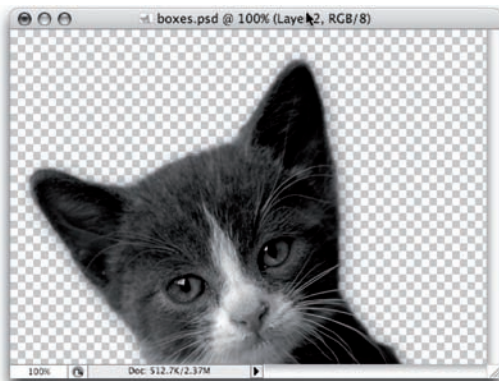 boxes.psd @ 100% (Layer 2, RGB/8)
100% Doc: 512.7K/2.37M